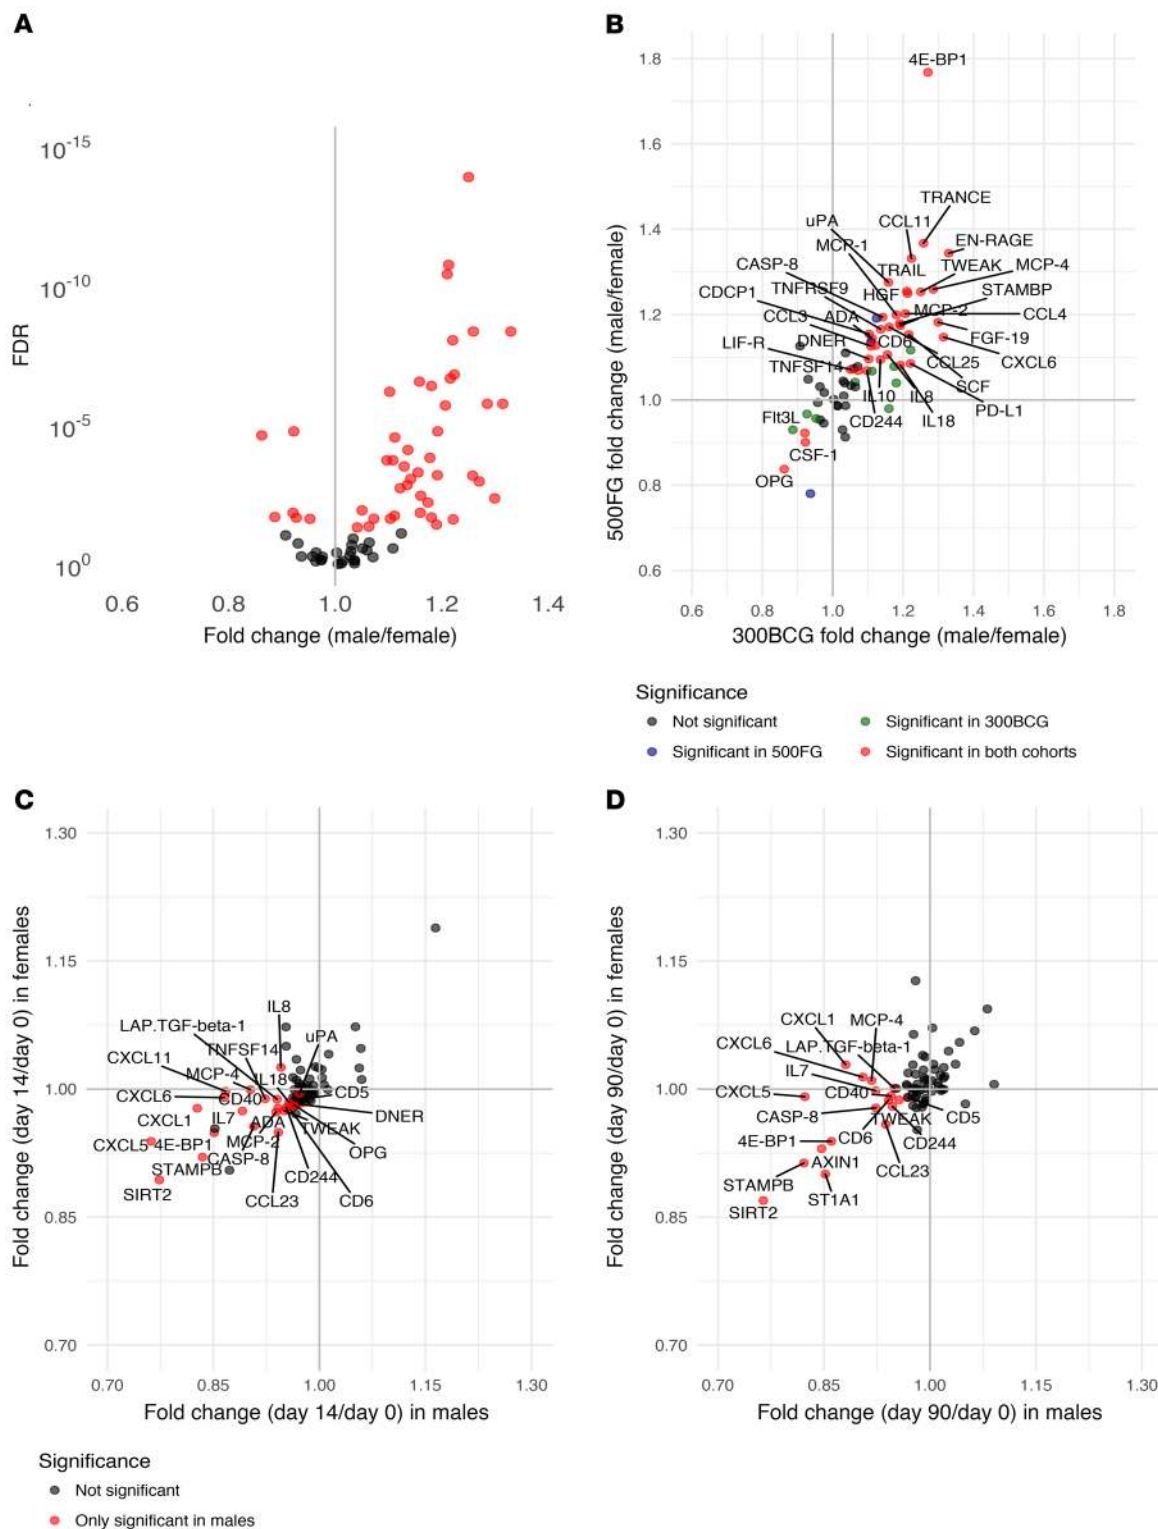 A
10-15
10-10
10-5
100
FDR
0.6 0.8 1.0 1.2 1.4
Fold change (male/female)
B
1.8
1.6
1.4
1.2
1.0
0.8
0.6
500FG fold change (male/female)
4E-BP1
TRANCE
uPA
CCL11
MCP-1
EN-RAGE
CASP-8
TRAIL
TWEAK
MCP-4
CDCP1
TNFRSF9
HGF
STAMBP
CCL3
ADA
MCP-2
CCL4
LIF-R
DNER
CD6
FGF-19
TNFSF14
CCL25
CXCL6
SCF
IL10
IL8
PD-L1
Flt3L
CD244
IL18
CSF-1
OPG
0.6 0.8 1.0 1.2 1.4 1.6 1.8
300BCG fold change (male/female)
Significance
Not significant
Significant in 300BCG
Significant in 500FG
Significant in both cohorts
C
1.30
1.15
1.00
0.85
0.70
Fold change (day 14/day 0) in females
IL8
LAP.TGF-beta-1
TNFSF14
uPA
CXCL11
MCP-4
IL18
CXCL6
CD40
CD5
CXCL1
IL7
ADA
DNER
CXCL5
4E-BP1
MCP-2
TWEAK
CASP-8
OPG
STAMPB
CD244
SIRT2
CCL23
CD6
0.70 0.85 1.00 1.15 1.30
Fold change (day 14/day 0) in males
Significance
Not significant
Only significant in males
D
1.30
1.15
1.00
0.85
0.70
Fold change (day 90/day 0) in females
CXCL1
MCP-4
CXCL6
LAP.TGF-beta-1
IL7
CXCL5
CD40
CASP-8
CD5
TWEAK
4E-BP1
CD6
CD244
AXIN1
CCL23
STAMPB
ST1A1
SIRT2
0.70 0.85 1.00 1.15 1.30
Fold change (day 90/day 0) in males